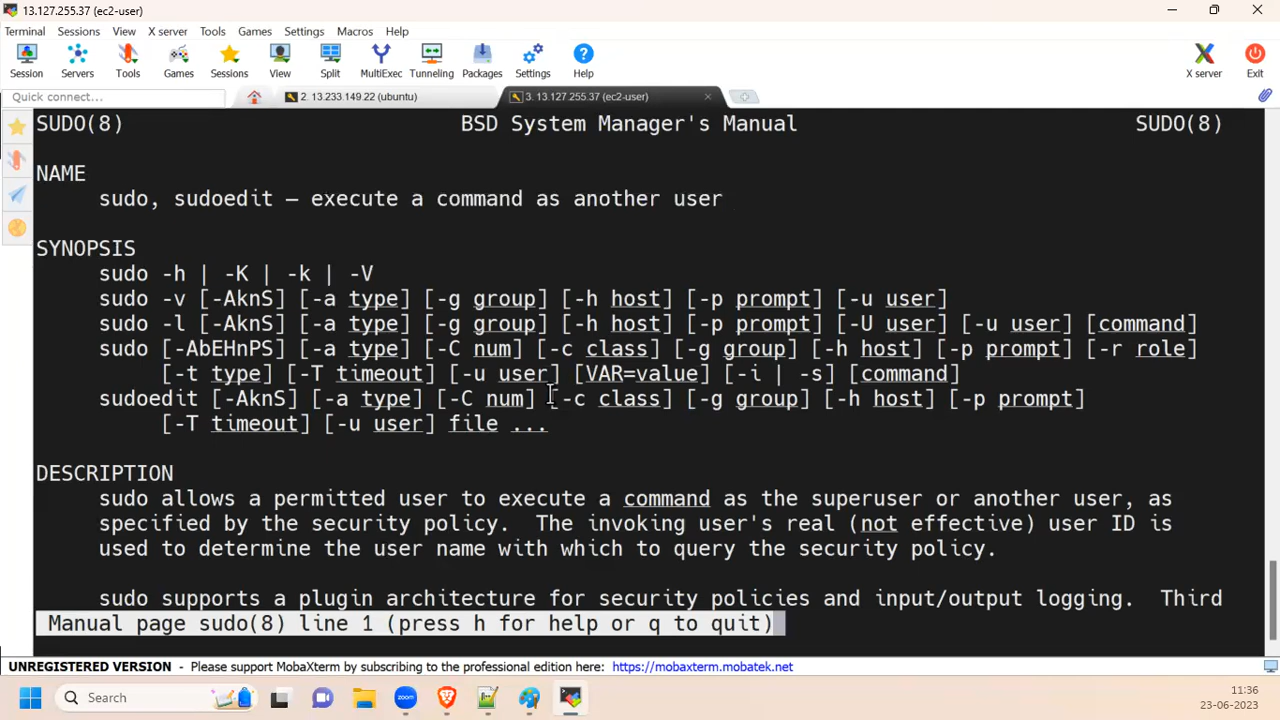 13.127.255.37 (ec2-user)
Terminal Sessions View X server Tools Games Settings Macros Help
Session Servers Tools Games Sessions View Split MultiExec Tunneling Packages Settings Help X server Exit
Quick connect... 2. 13.233.149.22 (ubuntu) 3. 13.127.255.37 (ec2-user)
SUDO(8) BSD System Manager's Manual SUDO(8)
NAME
sudo, sudoedit — execute a command as another user
SYNOPSIS
sudo -h | -K | -k | -V
sudo -v [-AknS] [-a type] [-g group] [-h host] [-p prompt] [-u user]
sudo -l [-AknS] [-a type] [-g group] [-h host] [-p prompt] [-U user] [-u user] [command]
sudo [-AbEHnPS] [-a type] [-C num] [-c class] [-g group] [-h host] [-p prompt] [-r role]
[-t type] [-T timeout] [-u user] [VAR=value] [-i | -s] [command]
sudoedit [-AknS] [-a type] [-C num] [-c class] [-g group] [-h host] [-p prompt]
[-T timeout] [-u user] file ...
DESCRIPTION
sudo allows a permitted user to execute a command as the superuser or another user, as
specified by the security policy. The invoking user's real (not effective) user ID is
used to determine the user name with which to query the security policy.
sudo supports a plugin architecture for security policies and input/output logging. Third
Manual page sudo(8) line 1 (press h for help or q to quit)
UNREGISTERED VERSION - Please support MobaXterm by subscribing to the professional edition here: https://mobaxterm.mobatek.net
Search zoom 11:36
23-06-2023